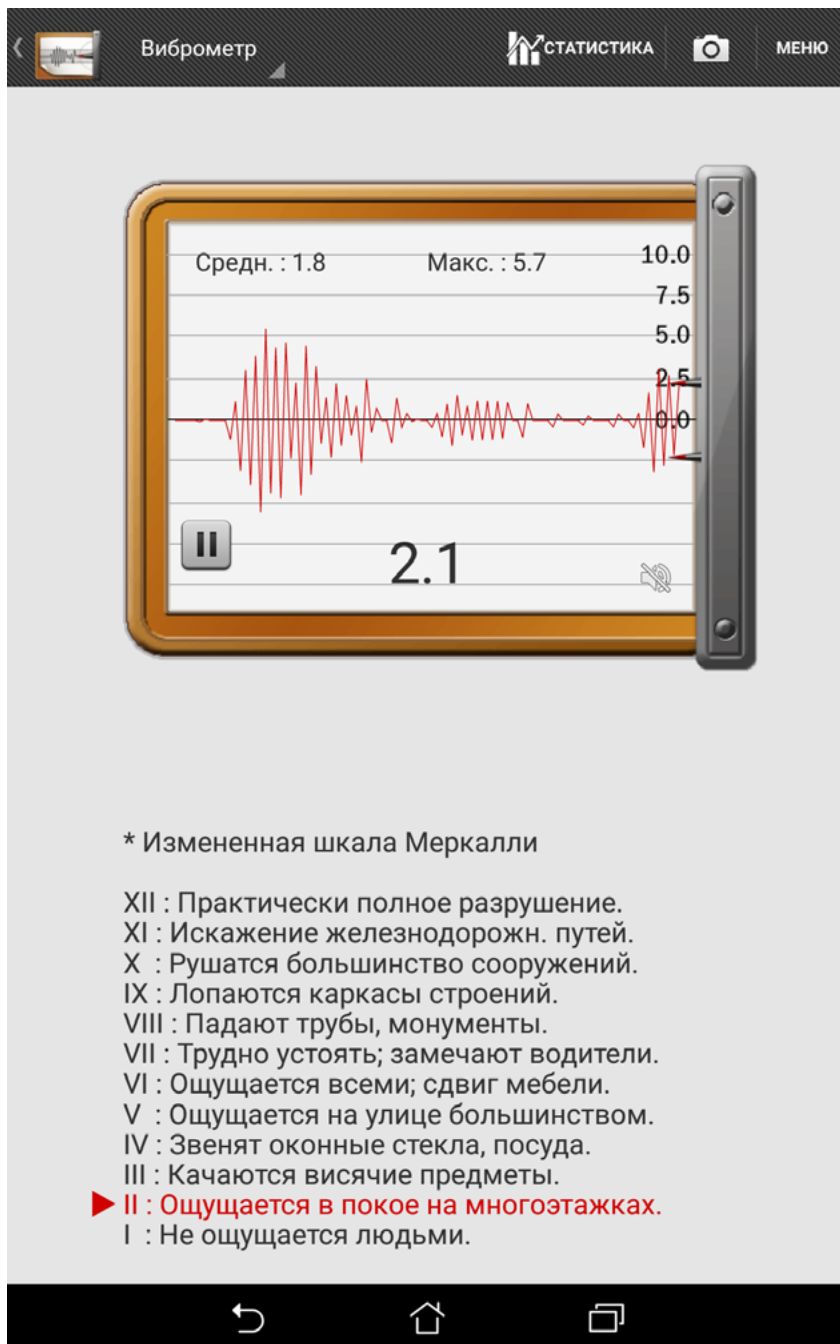 Виброметр
СТАТИСТИКА
МЕНЮ
Средн. : 1.8
Макс. : 5.7
10.0
7.5
5.0
2.5
0.0
2.1
* Измененная шкала Меркалли
XII : Практически полное разрушение.
XI : Искажение железнодорожн. путей.
X : Рушатся большинство сооружений.
IX : Лопаются каркасы строений.
VIII : Падают трубы, монументы.
VII : Трудно устоять; замечают водители.
VI : Ощущается всеми; сдвиг мебели.
V : Ощущается на улице большинством.
IV : Звенят оконные стекла, посуда.
III : Качаются висячие предметы.
II : Ощущается в покое на многоэтажках.
I : Не ощущается людьми.